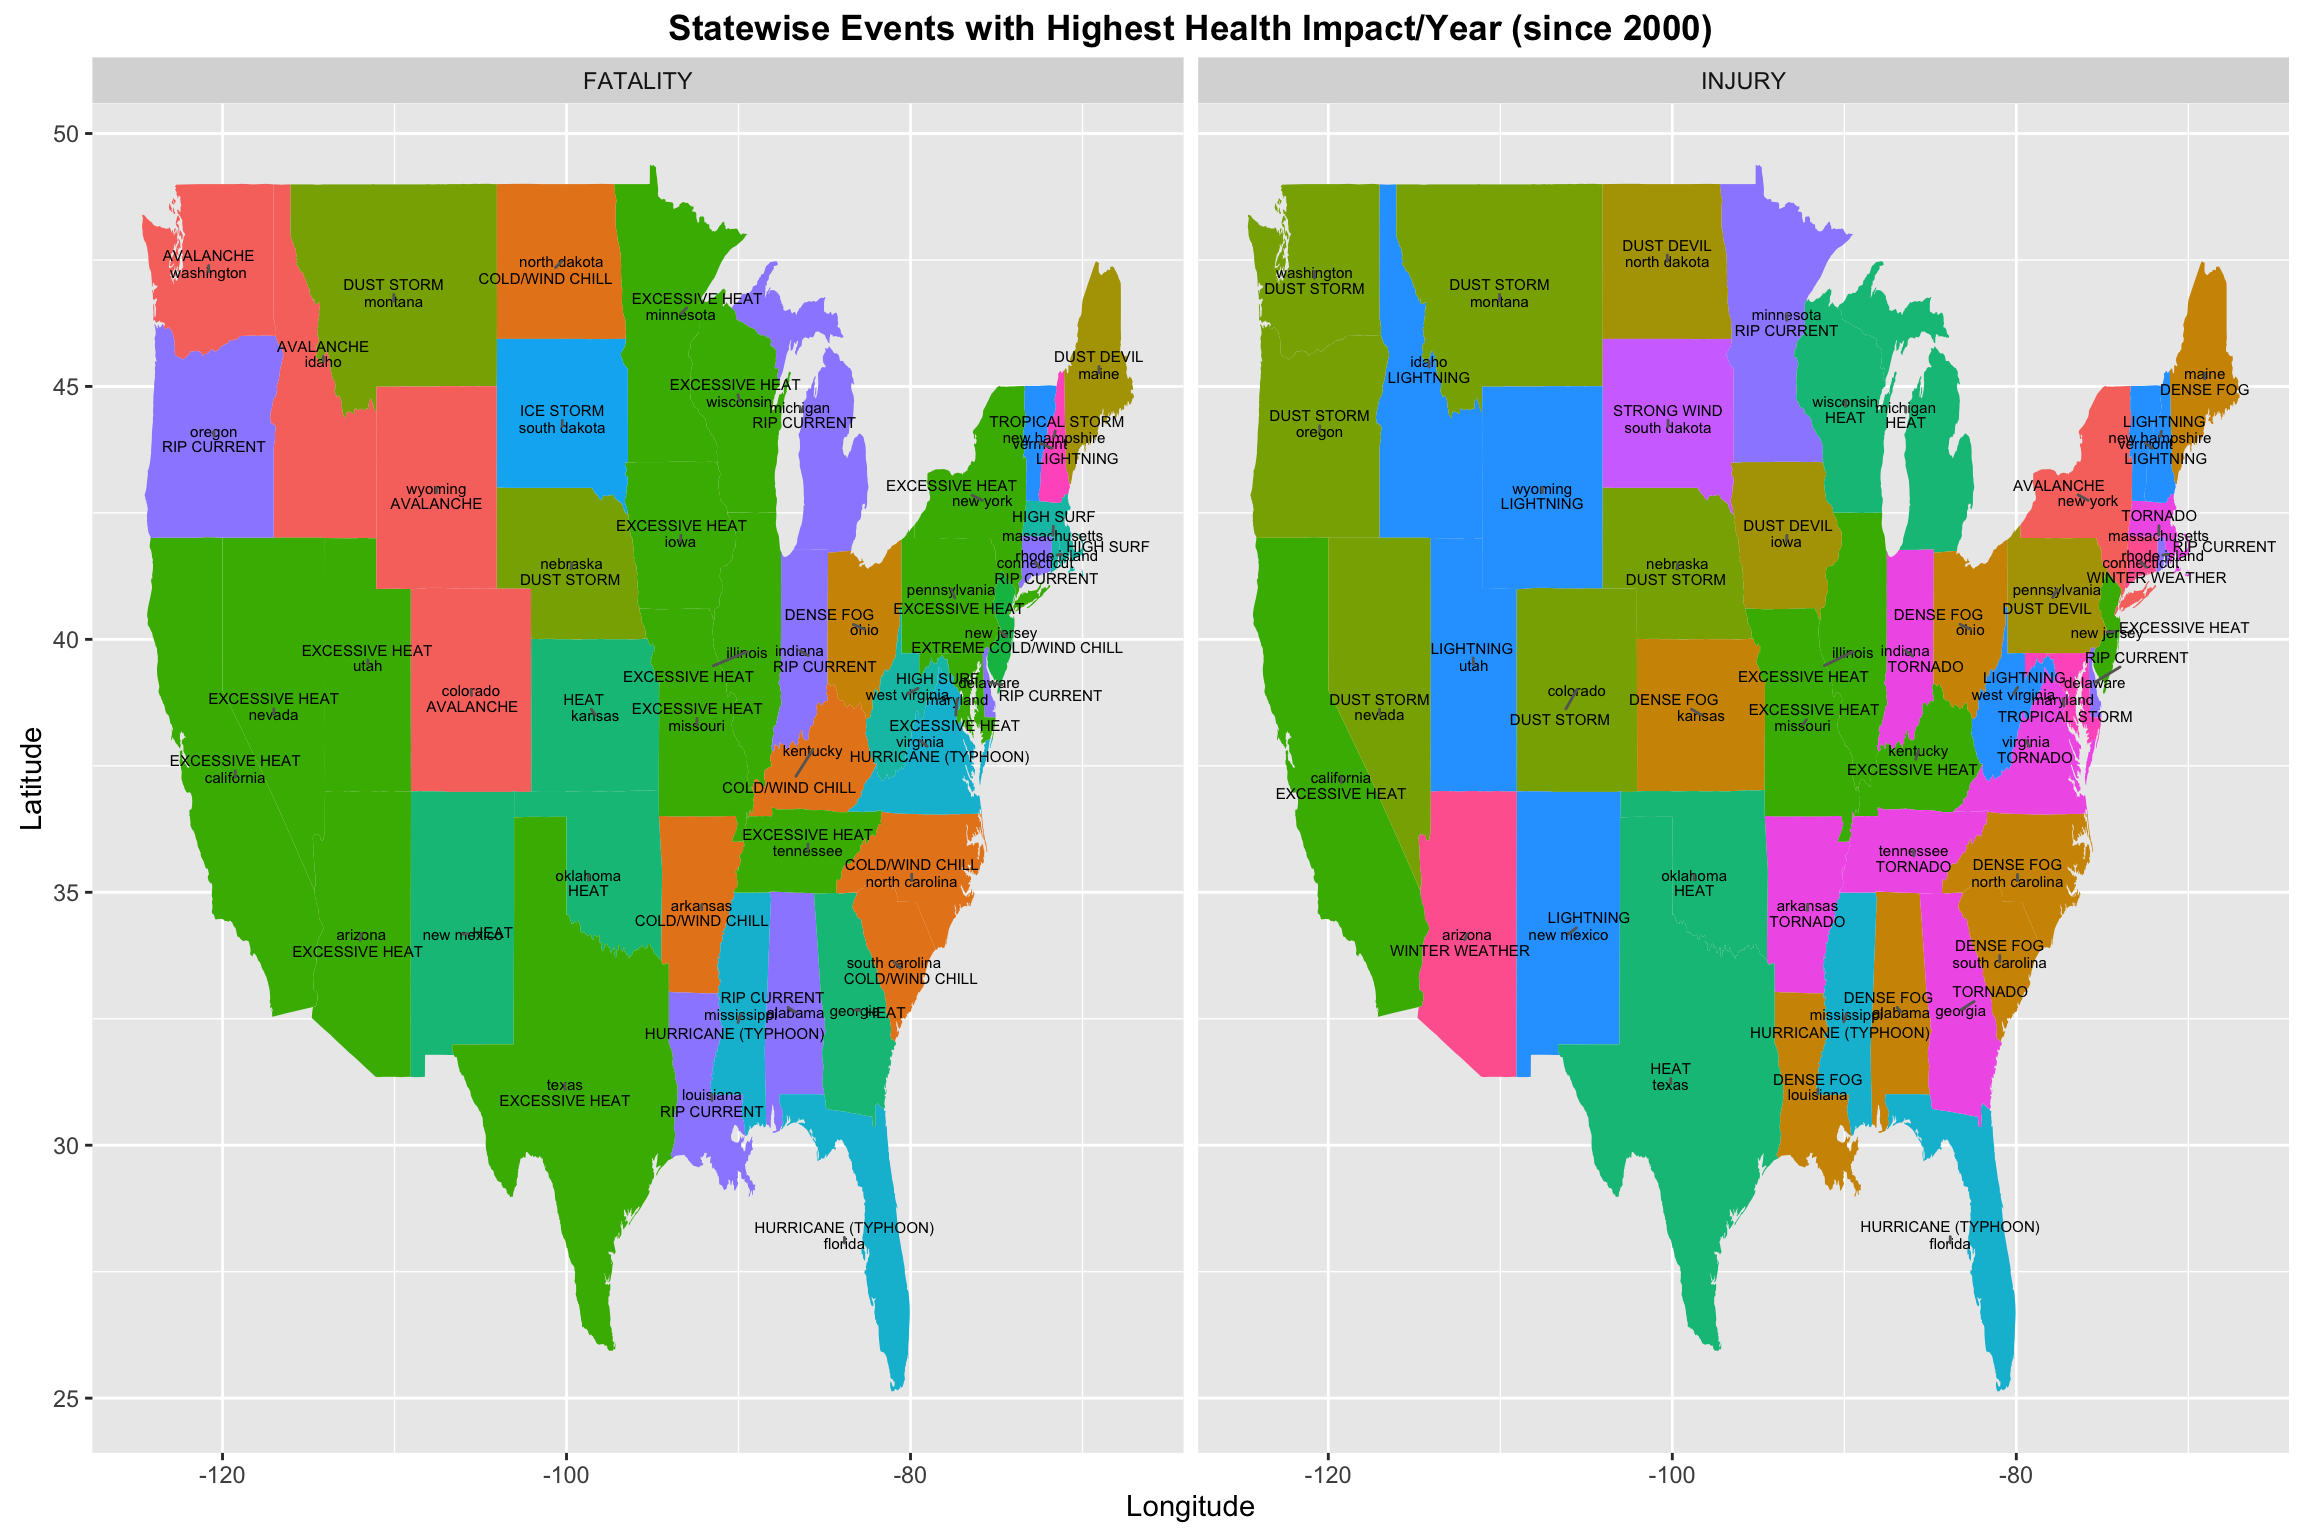 Statewise Events with Highest Health Impact/Year (since 2000)
FATALITY
INJURY
Latitude
50
45
40
35
30
25
AVALANCHE
washington
DUST STORM
montana
north dakota
COLD/WIND CHILL
EXCESSIVE HEAT
minnesota
AVALANCHE
idaho
DUST DEVIL
maine
EXCESSIVE HEAT
wisconsin
michigan
RIP CURRENT
ICE STORM
south dakota
TROPICAL STORM
new hampshire
vermont
LIGHTNING
oregon
RIP CURRENT
wyoming
AVALANCHE
EXCESSIVE HEAT
new york
HIGH SURF
massachusetts
HIGH SURF
rhode island
connecticut
RIP CURRENT
EXCESSIVE HEAT
iowa
nebraska
DUST STORM
pennsylvania
EXCESSIVE HEAT
DENSE FOG
ohio
new jersey
EXTREME COLD/WIND CHILL
EXCESSIVE HEAT
utah
illinois
EXCESSIVE HEAT
indiana
RIP CURRENT
HIGH SURF
west virginia
delaware
RIP CURRENT
maryland
EXCESSIVE HEAT
EXCESSIVE HEAT
nevada
colorado
AVALANCHE
HEAT
kansas
EXCESSIVE HEAT
missouri
virginia
HURRICANE (TYPHOON)
kentucky
COLD/WIND CHILL
EXCESSIVE HEAT
california
EXCESSIVE HEAT
tennessee
COLD/WIND CHILL
north carolina
oklahoma
HEAT
arkansas
COLD/WIND CHILL
arizona
EXCESSIVE HEAT
new mexico
HEAT
south carolina
COLD/WIND CHILL
RIP CURRENT
alabama
mississippi
HURRICANE (TYPHOON)
georgia
HEAT
texas
EXCESSIVE HEAT
louisiana
RIP CURRENT
HURRICANE (TYPHOON)
florida
washington
DUST STORM
DUST STORM
montana
DUST DEVIL
north dakota
minnesota
RIP CURRENT
idaho
LIGHTNING
maine
DENSE FOG
DUST STORM
oregon
STRONG WIND
south dakota
wisconsin
HEAT
michigan
HEAT
LIGHTNING
new hampshire
vermont
LIGHTNING
wyoming
LIGHTNING
AVALANCHE
new york
TORNADO
massachusetts
RIP CURRENT
rhode island
connecticut
WINTER WEATHER
DUST DEVIL
iowa
nebraska
DUST STORM
pennsylvania
DUST DEVIL
DENSE FOG
ohio
new jersey
EXCESSIVE HEAT
LIGHTNING
utah
illinois
EXCESSIVE HEAT
indiana
TORNADO
RIP CURRENT
delaware
LIGHTNING
west virginia
maryland
TROPICAL STORM
DUST STORM
nevada
colorado
DUST STORM
DENSE FOG
kansas
EXCESSIVE HEAT
missouri
virginia
TORNADO
kentucky
EXCESSIVE HEAT
california
EXCESSIVE HEAT
tennessee
TORNADO
DENSE FOG
north carolina
oklahoma
HEAT
arkansas
TORNADO
arizona
WINTER WEATHER
LIGHTNING
new mexico
DENSE FOG
south carolina
DENSE FOG
alabama
mississippi
HURRICANE (TYPHOON)
TORNADO
georgia
HEAT
texas
DENSE FOG
louisiana
HURRICANE (TYPHOON)
florida
-120
-100
-80
-120
-100
-80
Longitude